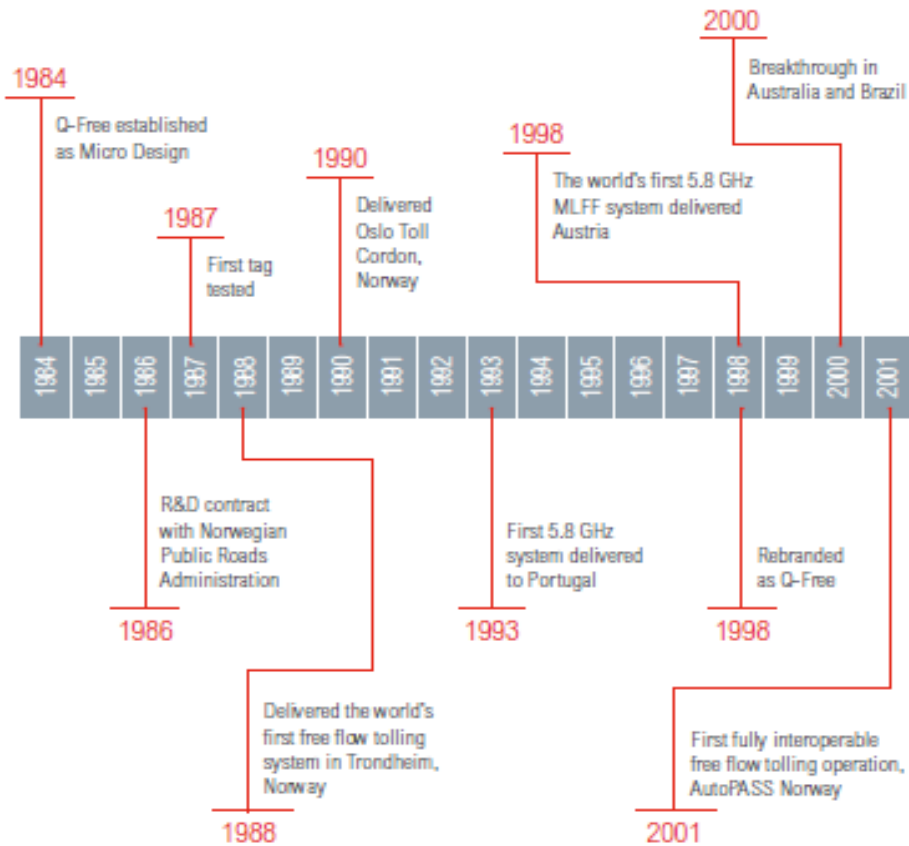 2000
Breakthrough in
Australia and Brazil
1984
Q-Free established
as Micro Design
1998
The world's first 5.8 GHz
MLFF system delivered
Austria
1990
Delivered
Oslo Toll
Cordon,
Norway
1987
First tag
tested
1984
1985
1986
1987
1988
1989
1990
1991
1992
1993
1994
1995
1996
1997
1998
1999
2000
2001
R&D contract
with Norwegian
Public Roads
Administration
1986
First 5.8 GHz
system delivered
to Portugal
1993
Rebranded
as Q-Free
1998
Delivered the world's
first free flow tolling
system in Trondheim,
Norway
1988
First fully interoperable
free flow tolling operation,
AutoPASS Norway
2001